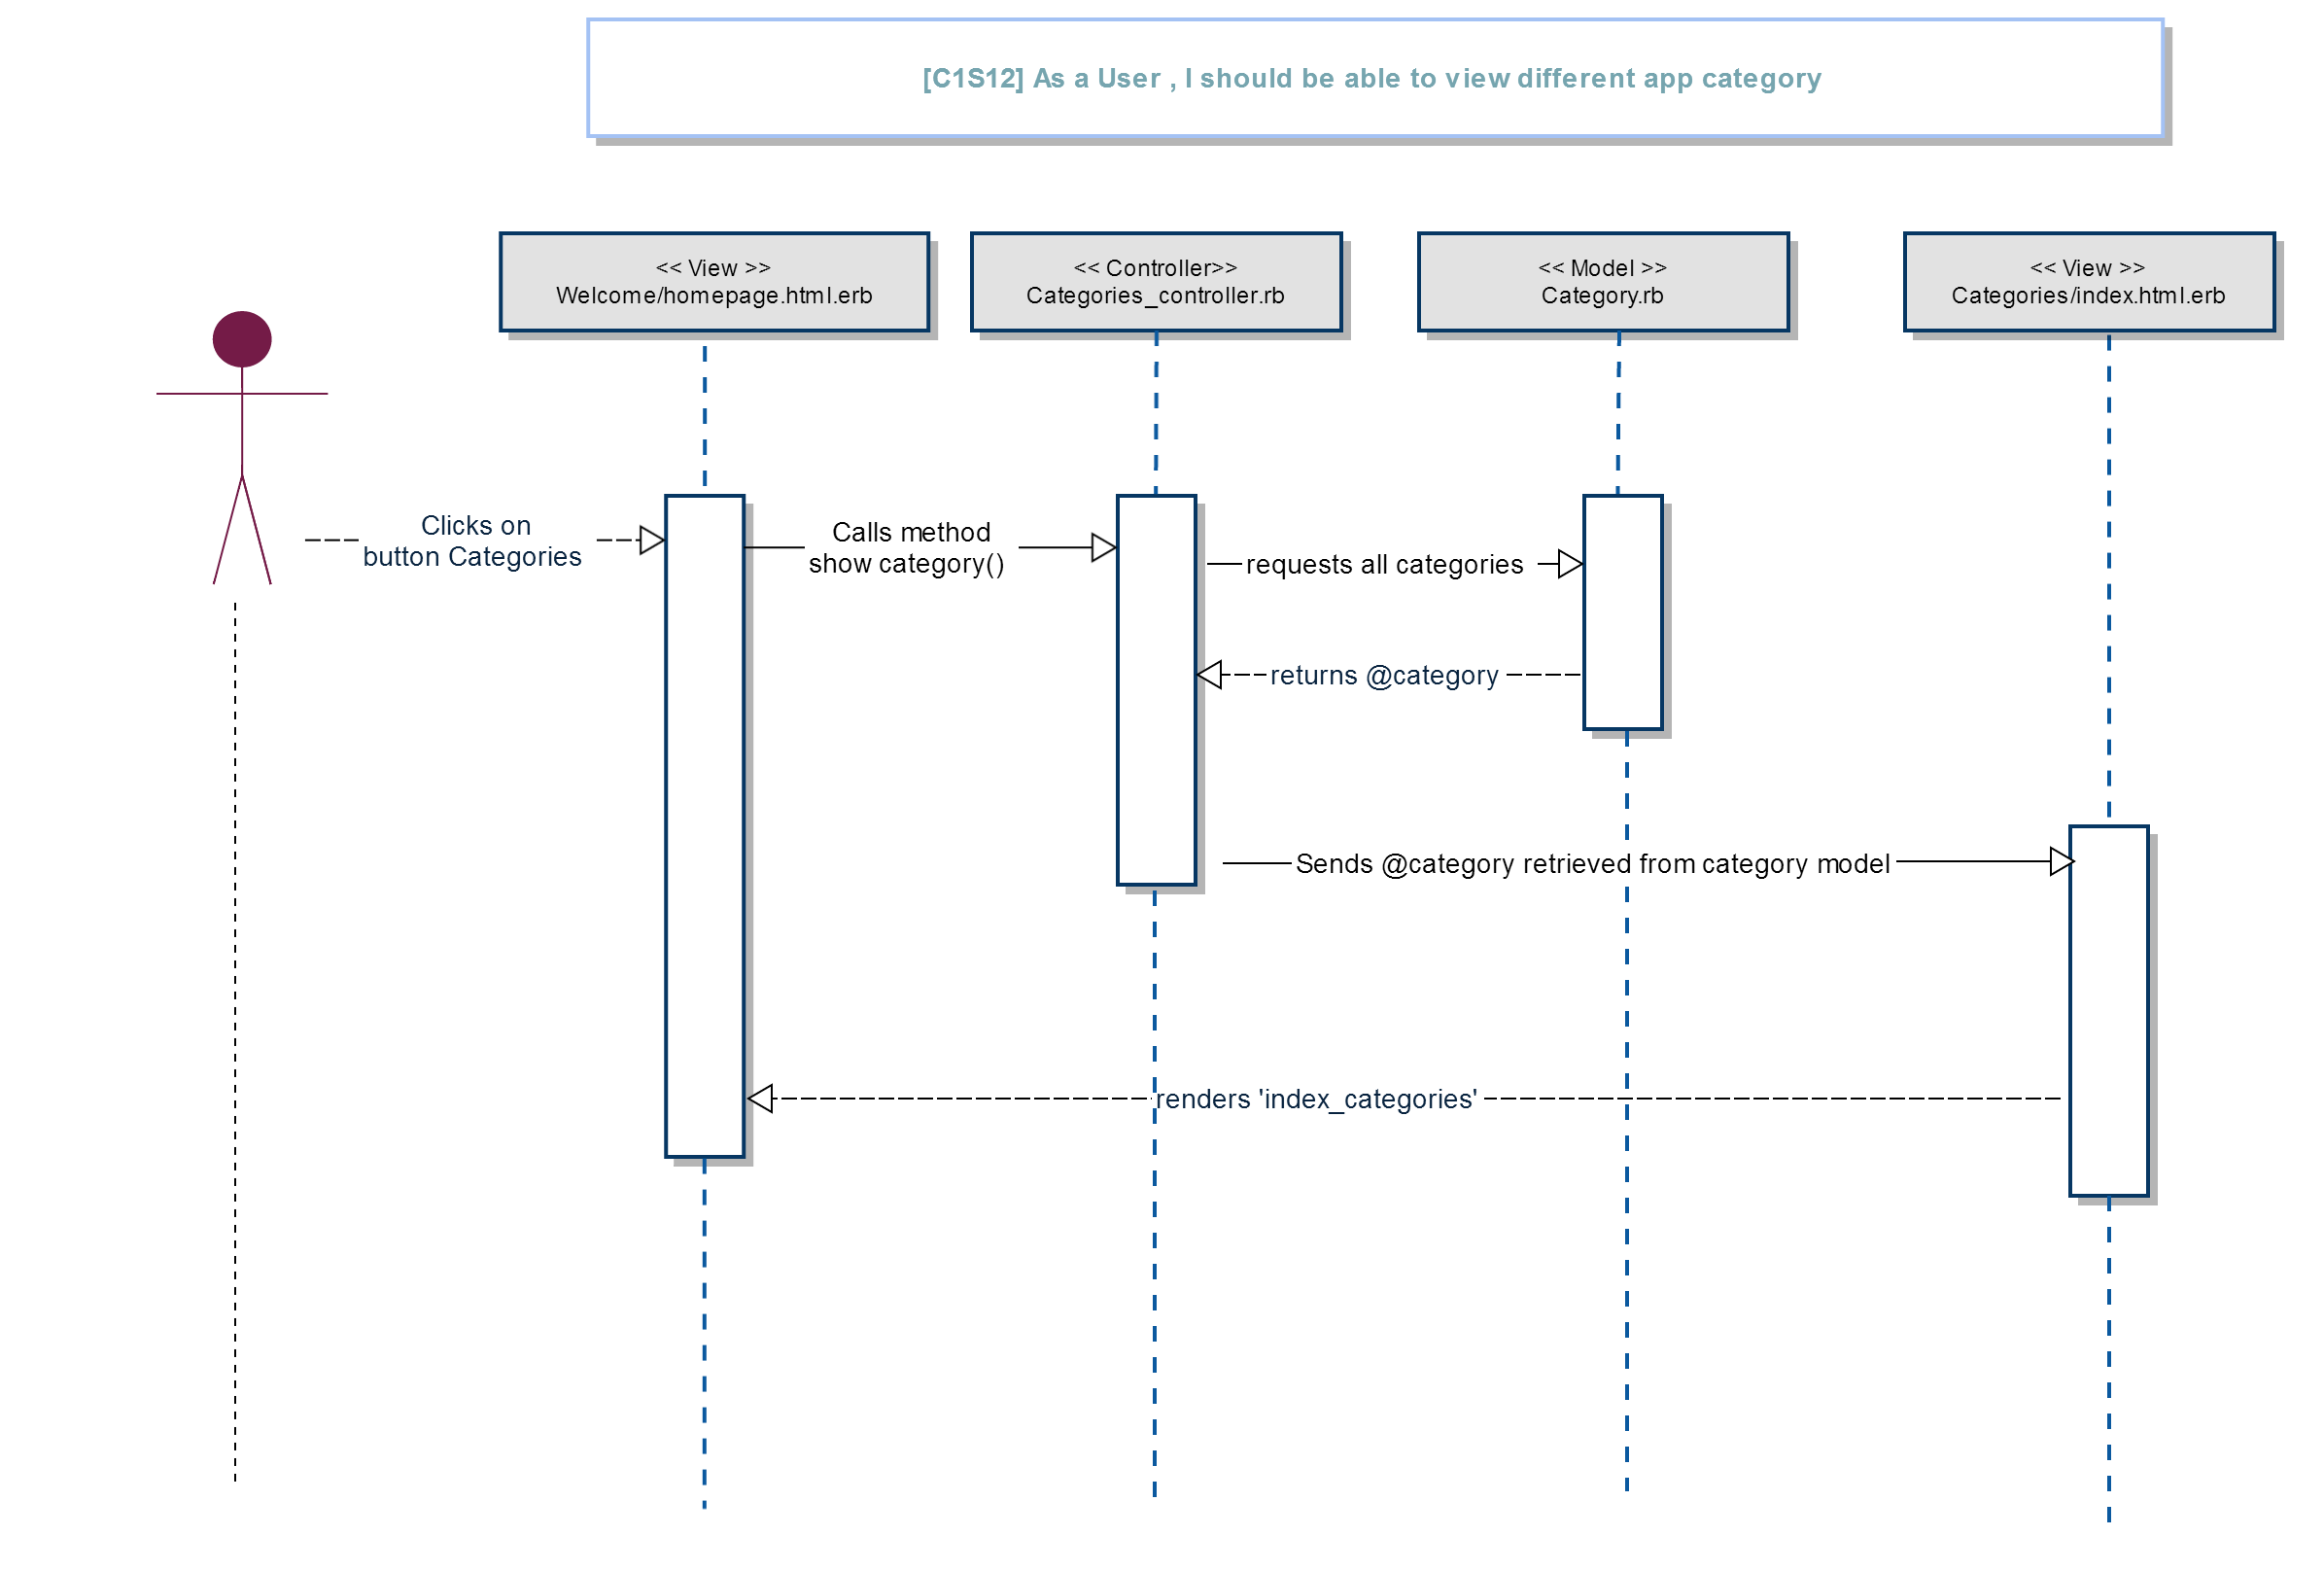 [C1S12] As a User , I should be able to view different app category
<< View >>
Welcome/homepage.html.erb
<< Controller>>
Categories_controller.rb
<< Model >>
Category.rb
<< View >>
Categories/index.html.erb
Clicks on
button Categories
Calls method
show category()
requests all categories
returns @category
Sends @category retrieved from category model
renders 'index_categories'